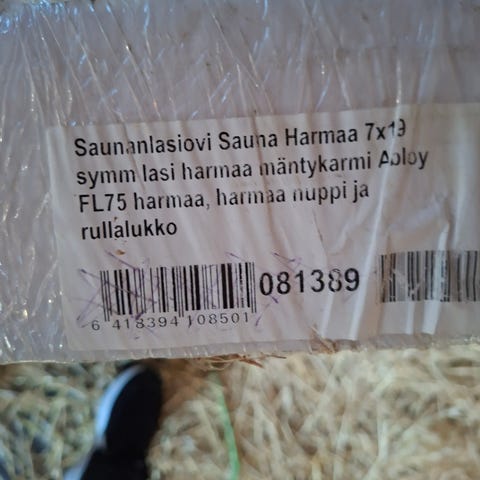 Saunanlasiovi Sauna Harmaa 7x19
symm lasi harmaa mäntykarmi Abloy
FL75 harmaa, harmaa nuppi ja
rullalukko
081389
6 418394 108501